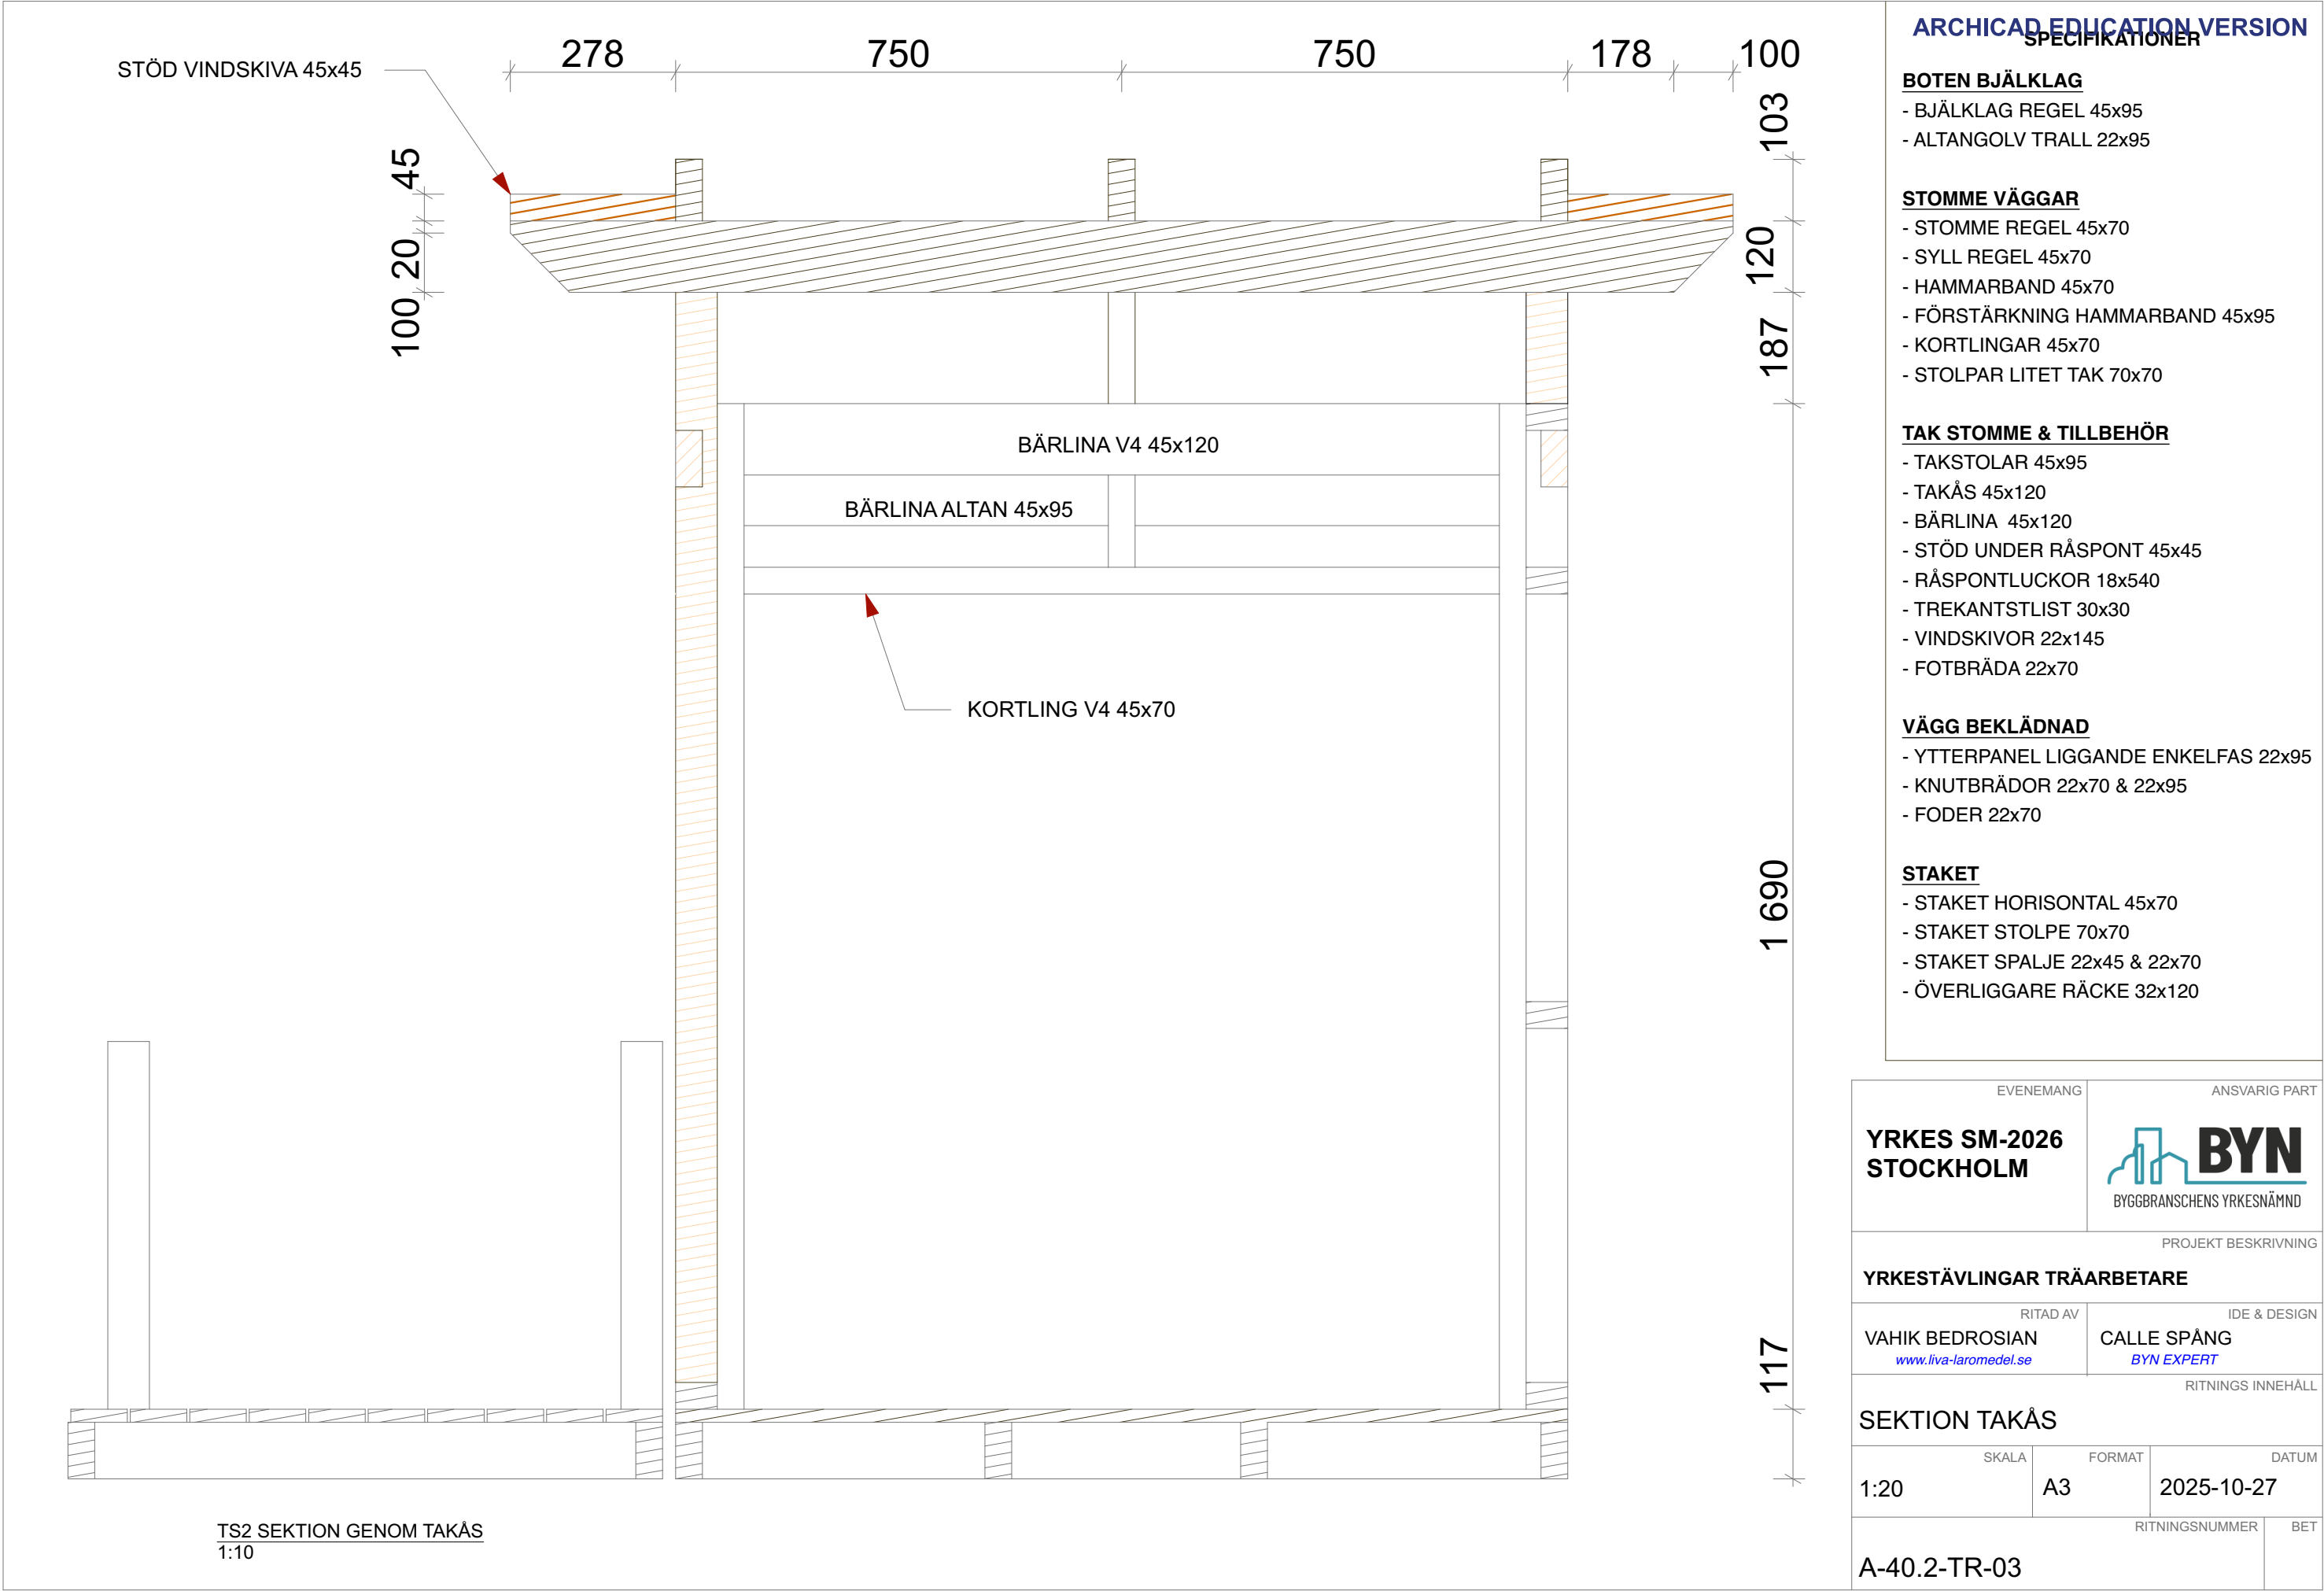 STÖD VINDSKIVA 45x45
278
750
750
178
100
45
20
100
103
120
187
1 690
117
BÄRLINA V4 45x120
BÄRLINA ALTAN 45x95
KORTLING V4 45x70
TS2 SEKTION GENOM TAKÅS
1:10
ARCHICAD EDUCATION VERSION
SPECIFIKATIONER
BOTEN BJÄLKLAG
- BJÄLKLAG REGEL 45x95
- ALTANGOLV TRALL 22x95
STOMME VÄGGAR
- STOMME REGEL 45x70
- SYLL REGEL 45x70
- HAMMARBAND 45x70
- FÖRSTÄRKNING HAMMARBAND 45x95
- KORTLINGAR 45x70
- STOLPAR LITET TAK 70x70
TAK STOMME & TILLBEHÖR
- TAKSTOLAR 45x95
- TAKÅS 45x120
- BÄRLINA 45x120
- STÖD UNDER RÅSPONT 45x45
- RÅSPONTLUCKOR 18x540
- TREKANTSTLIST 30x30
- VINDSKIVOR 22x145
- FOTBRÄDA 22x70
VÄGG BEKLÄDNAD
- YTTERPANEL LIGGANDE ENKELFAS 22x95
- KNUTBRÄDOR 22x70 & 22x95
- FODER 22x70
STAKET
- STAKET HORISONTAL 45x70
- STAKET STOLPE 70x70
- STAKET SPALJE 22x45 & 22x70
- ÖVERLIGGARE RÄCKE 32x120
EVENEMANG
YRKES SM-2026
STOCKHOLM
ANSVARIG PART
BYN
BYGGBRANSCHENS YRKESNÄMND
PROJEKT BESKRIVNING
YRKESTÄVLINGAR TRÄARBETARE
RITAD AV
VAHIK BEDROSIAN
www.liva-laromedel.se
IDE & DESIGN
CALLE SPÅNG
BYN EXPERT
RITNINGS INNEHÅLL
SEKTION TAKÅS
SKALA
1:20
FORMAT
A3
DATUM
2025-10-27
RITNINGSNUMMER
A-40.2-TR-03
BET